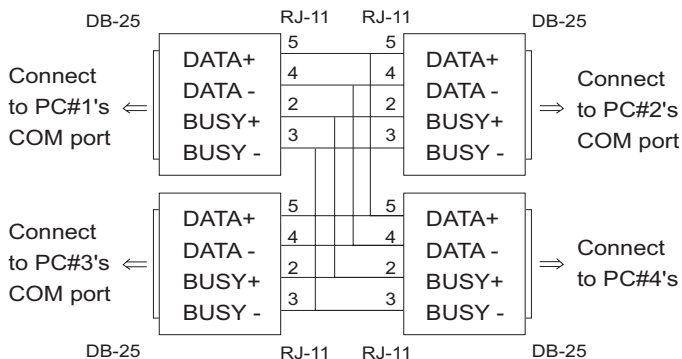 RJ-11 RJ-11
DB-25 DB-25
Connect
to PC#1's
COM port
DATA+ 5 5 DATA+
DATA - 4 4 DATA -
BUSY+ 2 2 BUSY+
BUSY - 3 3 BUSY -
Connect
to PC#2's
COM port
Connect
to PC#3's
COM port
DATA+ 5 5 DATA+
DATA - 4 4 DATA -
BUSY+ 2 2 BUSY+
BUSY - 3 3 BUSY -
Connect
to PC#4's
DB-25 RJ-11 RJ-11 DB-25